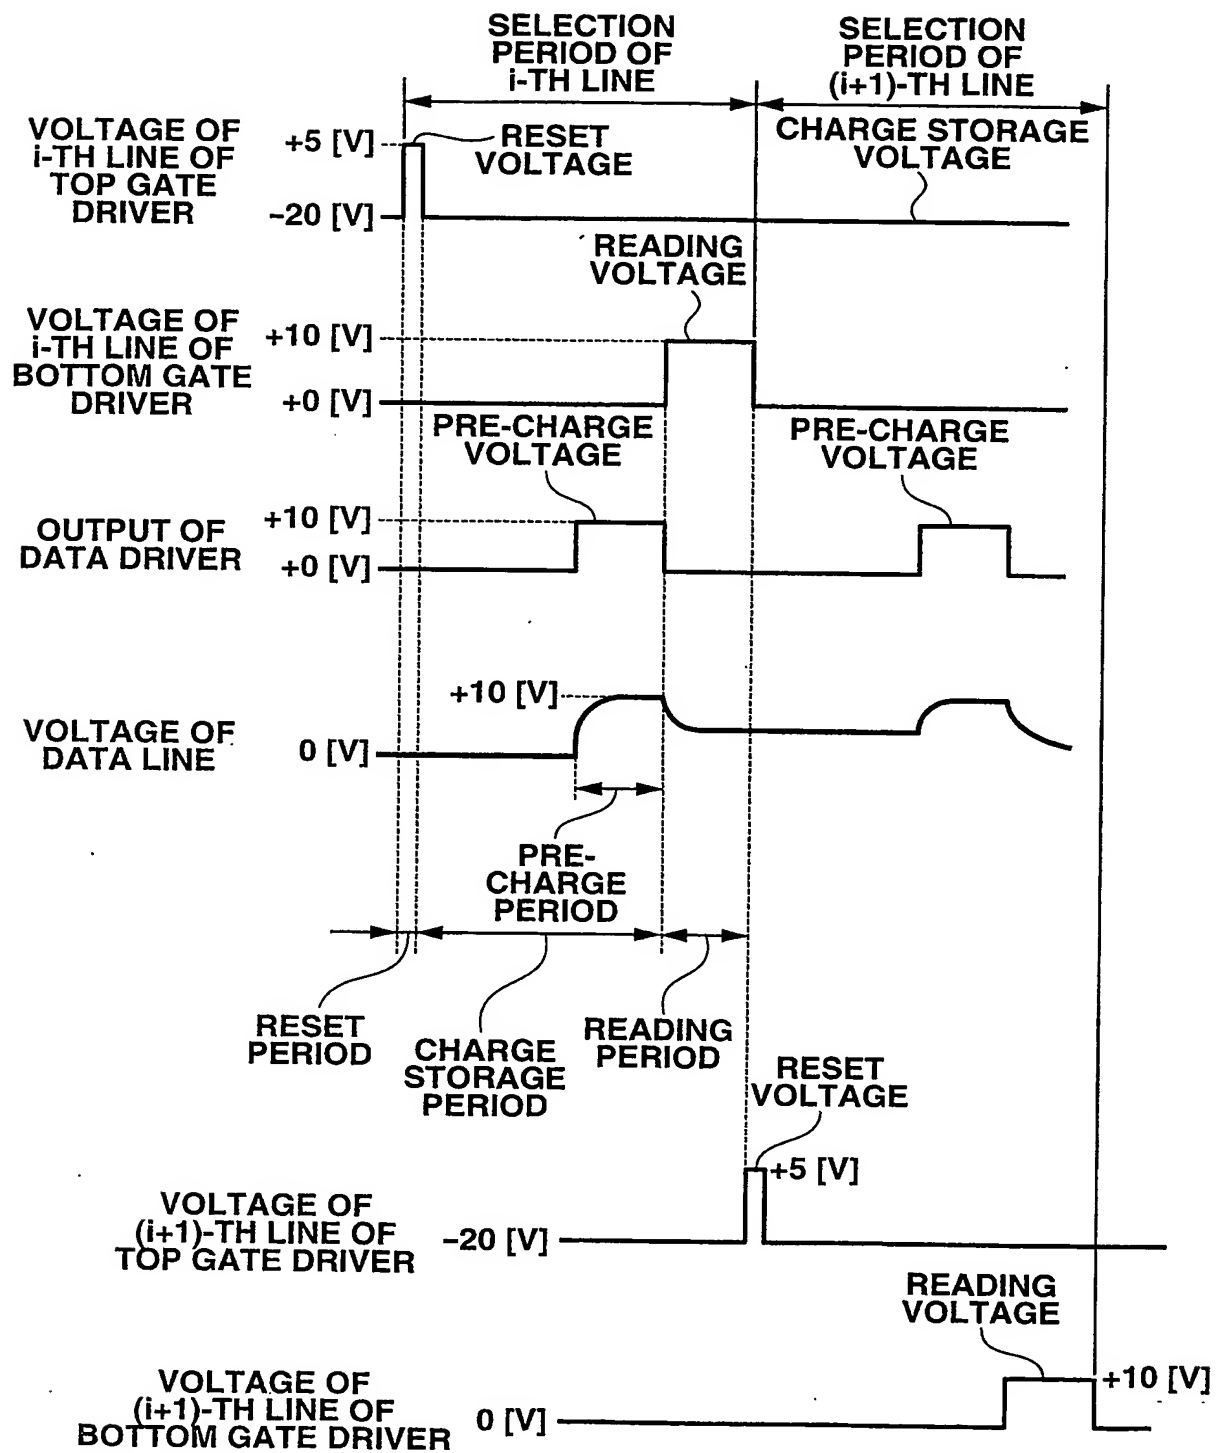 SELECTION
PERIOD OF
i-TH LINE
SELECTION
PERIOD OF
(i+1)-TH LINE
VOLTAGE OF
i-TH LINE OF
TOP GATE
DRIVER
+5 [V]
−20 [V]
RESET
VOLTAGE
CHARGE STORAGE
VOLTAGE
READING
VOLTAGE
VOLTAGE OF
i-TH LINE OF
BOTTOM GATE
DRIVER
+10 [V]
+0 [V]
PRE-CHARGE
VOLTAGE
PRE-CHARGE
VOLTAGE
OUTPUT OF
DATA DRIVER
+10 [V]
+0 [V]
VOLTAGE OF
DATA LINE
+10 [V]
0 [V]
PRE-
CHARGE
PERIOD
RESET
PERIOD
CHARGE
STORAGE
PERIOD
READING
PERIOD
RESET
VOLTAGE
+5 [V]
VOLTAGE OF
(i+1)-TH LINE OF
TOP GATE DRIVER
−20 [V]
READING
VOLTAGE
+10 [V]
VOLTAGE OF
(i+1)-TH LINE OF
BOTTOM GATE DRIVER
0 [V]